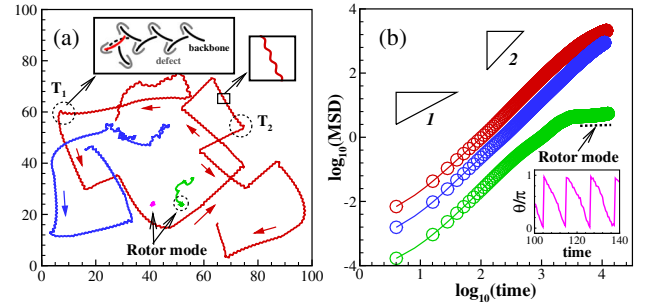 (a)
backbone
defect
T1
T2
Rotor mode
100
80
60
40
20
0
0 20 40 60 80 100
(b)
2
1
log10(MSD)
4
2
0
-2
-4
Rotor mode
θ/π
1
0
100 120 140
time
0 1 2 3 4 5
log10(time)